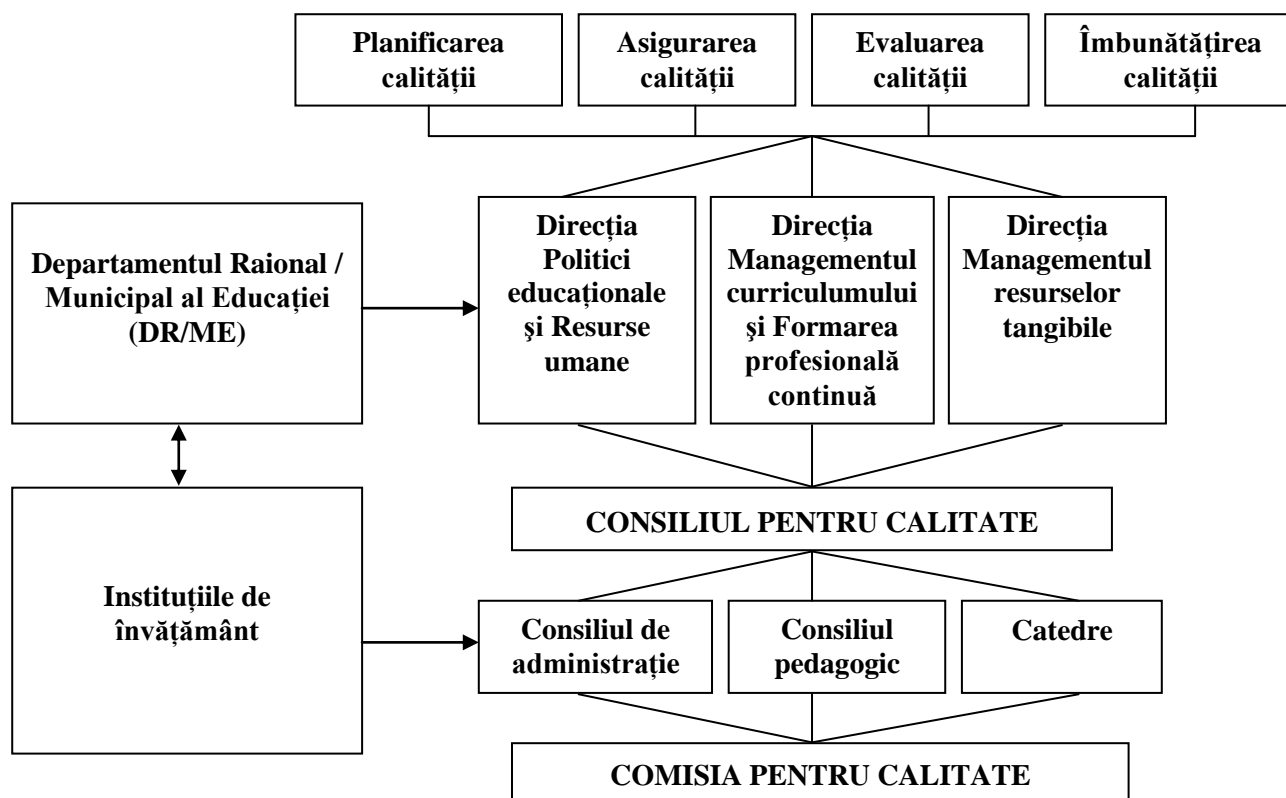 Planificarea
calității
Asigurarea
calității
Evaluarea
calității
Îmbunătățirea
calității
Departamentul Raional /
Municipal al Educației
(DR/ME)
Direcția
Politici
educaționale
şi Resurse
umane
Direcția
Managementul
curriculumului
şi Formarea
profesională
continuă
Direcția
Managementul
resurselor
tangibile
CONSILIUL PENTRU CALITATE
Instituțiile de
învățământ
Consiliul de
administrație
Consiliul
pedagogic
Catedre
COMISIA PENTRU CALITATE